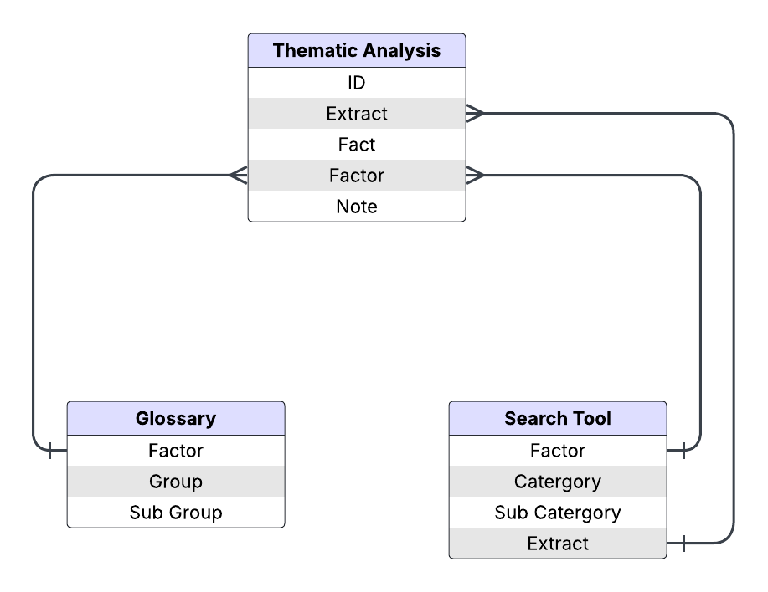 Thematic Analysis
ID
Extract
Fact
Factor
Note
Glossary
Factor
Group
Sub Group
Search Tool
Factor
Catergory
Sub Catergory
Extract